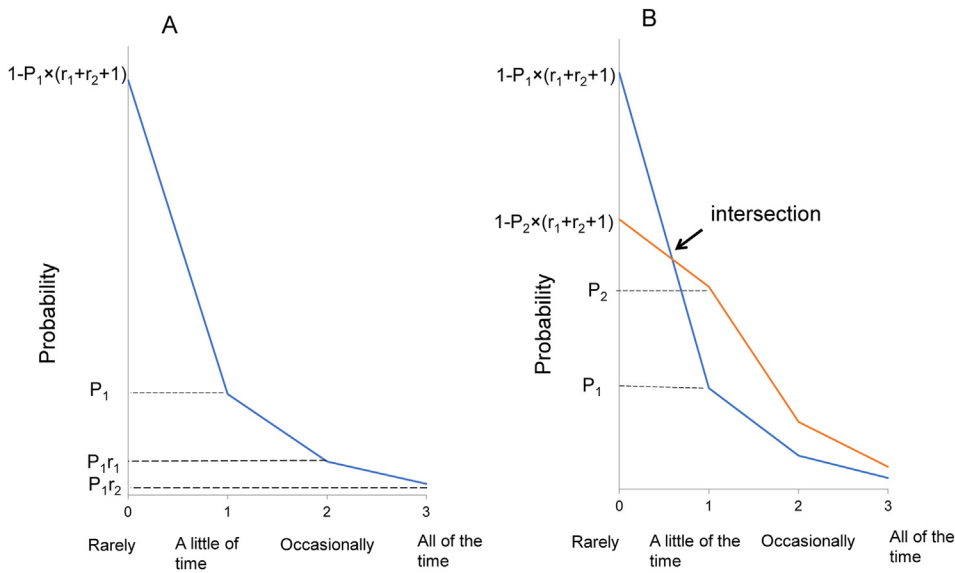 A
1-P₁×(r₁+r₂+1)
Probability
P₁
P₁r₁
P₁r₂
0 1 2 3
Rarely
A little of
time
Occasionally
All of the
time
B
1-P₁×(r₁+r₂+1)
intersection
1-P₂×(r₁+r₂+1)
Probability
P₂
P₁
0 1 2 3
Rarely
A little of the
time
Occasionally
All of the
time